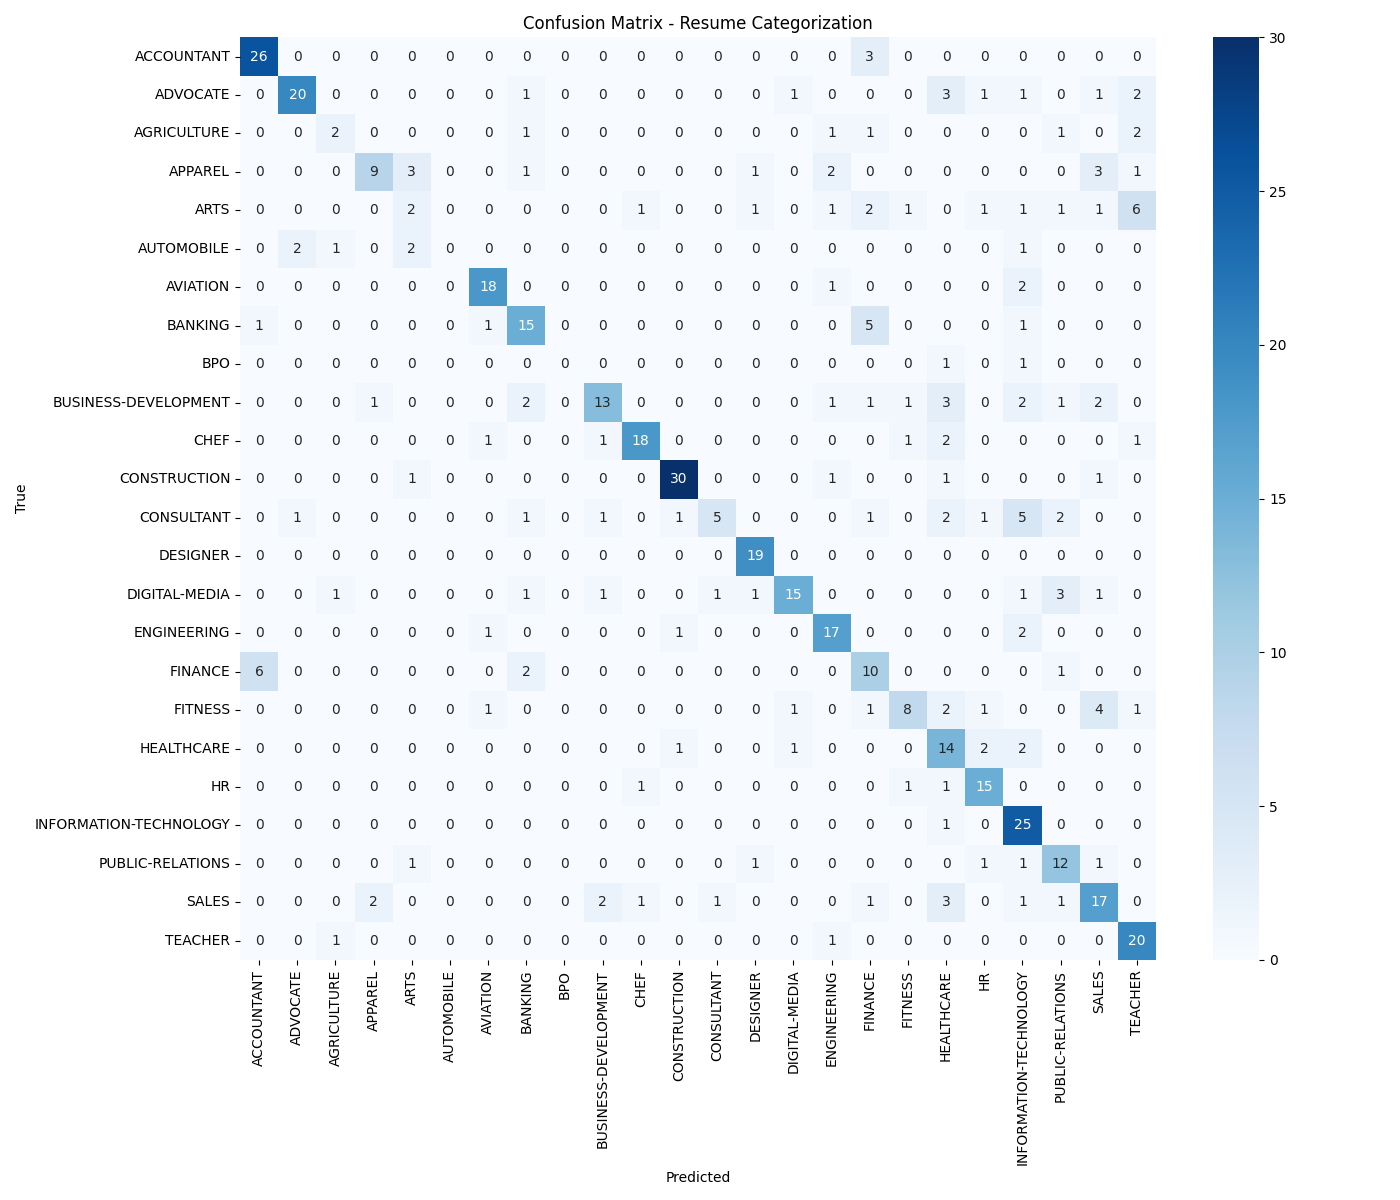 Confusion Matrix - Resume Categorization
ACCOUNTANT 26 0 0 0 0 0 0 0 0 0 0 0 0 0 0 0 3 0 0 0 0 0 0 0
ADVOCATE 0 20 0 0 0 0 0 1 0 0 0 0 0 0 1 0 0 0 3 1 1 0 1 2
AGRICULTURE 0 0 2 0 0 0 0 1 0 0 0 0 0 0 0 1 1 0 0 0 0 1 0 2
APPAREL 0 0 0 9 3 0 0 1 0 0 0 0 0 1 0 2 0 0 0 0 0 0 3 1
ARTS 0 0 0 0 2 0 0 0 0 0 1 0 0 1 0 1 2 1 0 1 1 1 1 6
AUTOMOBILE 0 2 1 0 2 0 0 0 0 0 0 0 0 0 0 0 0 0 0 0 1 0 0 0
AVIATION 0 0 0 0 0 0 18 0 0 0 0 0 0 0 0 1 0 0 0 0 2 0 0 0
BANKING 1 0 0 0 0 0 1 15 0 0 0 0 0 0 0 0 5 0 0 0 1 0 0 0
BPO 0 0 0 0 0 0 0 0 0 0 0 0 0 0 0 0 0 0 1 0 1 0 0 0
BUSINESS-DEVELOPMENT 0 0 0 1 0 0 0 2 0 13 0 0 0 0 0 1 1 1 3 0 2 1 2 0
CHEF 0 0 0 0 0 0 1 0 0 1 18 0 0 0 0 0 0 1 2 0 0 0 0 1
CONSTRUCTION 0 0 0 0 1 0 0 0 0 0 0 30 0 0 0 1 0 0 1 0 0 0 1 0
CONSULTANT 0 1 0 0 0 0 0 1 0 1 0 1 5 0 0 0 1 0 2 1 5 2 0 0
DESIGNER 0 0 0 0 0 0 0 0 0 0 0 0 0 19 0 0 0 0 0 0 0 0 0 0
DIGITAL-MEDIA 0 0 1 0 0 0 0 1 0 1 0 0 1 1 15 0 0 0 0 0 1 3 1 0
ENGINEERING 0 0 0 0 0 0 1 0 0 0 0 1 0 0 0 17 0 0 0 0 2 0 0 0
FINANCE 6 0 0 0 0 0 0 2 0 0 0 0 0 0 0 0 10 0 0 0 0 1 0 0
FITNESS 0 0 0 0 0 0 1 0 0 0 0 0 0 0 1 0 1 8 2 1 0 0 4 1
HEALTHCARE 0 0 0 0 0 0 0 0 0 0 0 1 0 0 1 0 0 0 14 2 2 0 0 0
HR 0 0 0 0 0 0 0 0 0 0 1 0 0 0 0 0 0 1 1 15 0 0 0 0
INFORMATION-TECHNOLOGY 0 0 0 0 0 0 0 0 0 0 0 0 0 0 0 0 0 0 1 0 25 0 0 0
PUBLIC-RELATIONS 0 0 0 0 1 0 0 0 0 0 0 0 0 1 0 0 0 0 0 1 1 12 1 0
SALES 0 0 0 2 0 0 0 0 0 2 1 0 1 0 0 0 1 0 3 0 1 1 17 0
TEACHER 0 0 1 0 0 0 0 0 0 0 0 0 0 0 0 1 0 0 0 0 0 0 0 20
True
ACCOUNTANT
ADVOCATE
AGRICULTURE
APPAREL
ARTS
AUTOMOBILE
AVIATION
BANKING
BPO
BUSINESS-DEVELOPMENT
CHEF
CONSTRUCTION
CONSULTANT
DESIGNER
DIGITAL-MEDIA
ENGINEERING
FINANCE
FITNESS
HEALTHCARE
HR
INFORMATION-TECHNOLOGY
PUBLIC-RELATIONS
SALES
TEACHER
Predicted
30
25
20
15
10
5
0